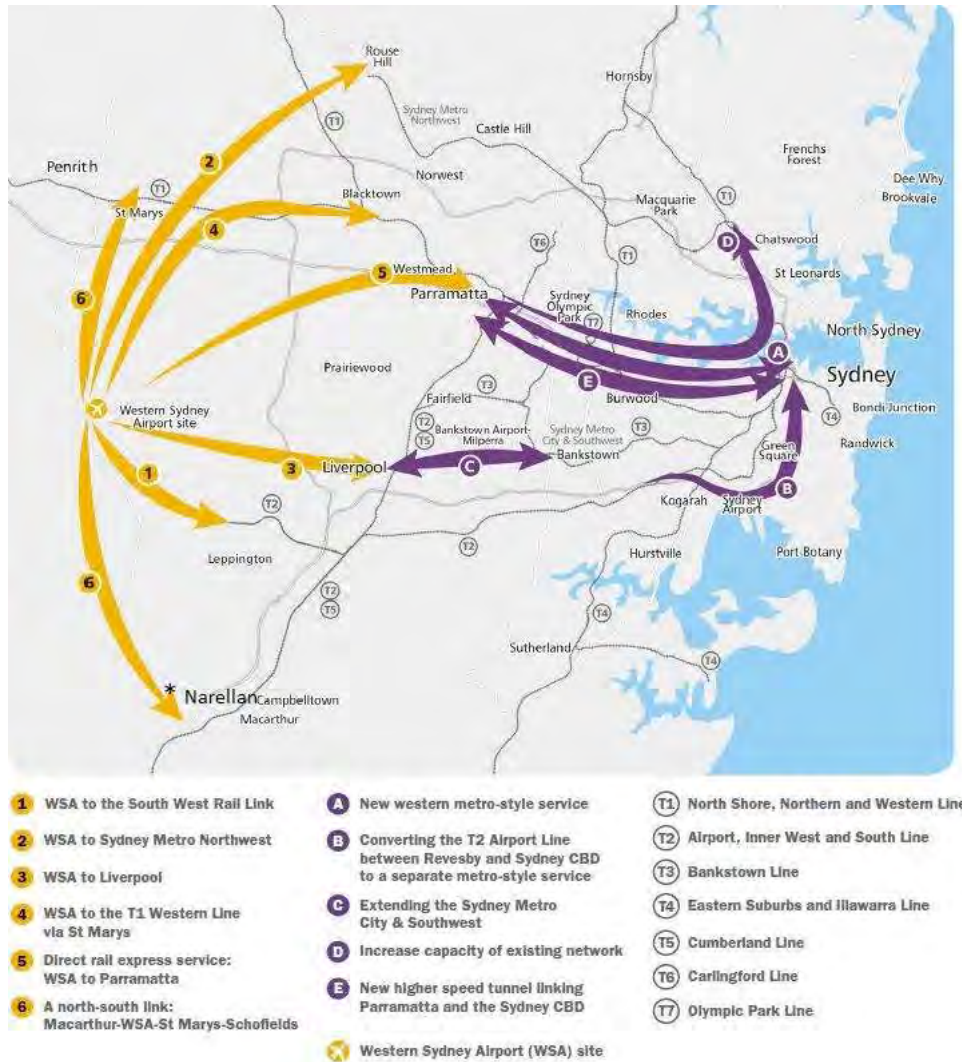 Rouse
Hill
Hornsby
Sydney Metro
Northwest
T1
Castle Hill
Frenchs
Forest
2
Penrith
T1
Norwest
Dee Why
Brookvale
St Marys
Blacktown
Macquarie
Park
T1
4
T6
D
Chatswood
T1
6
5
Westmead
Parramatta
St Leonards
Sydney
Olympic
Park
Rhodes
T7
North Sydney
A
Prairiewood
E
Sydney
T3
Burwood
Fairfield
T4
Bondi Junction
Western Sydney
Airport site
T2
T5
Bankstown Airport-
Milperra
Sydney Metro
City & Southwest
T3
Randwick
Green
Square
1
3
Liverpool
C
Bankstown
B
Kogarah
Sydney
Airport
T2
T2
Leppington
Hurstville
Port Botany
6
T2
T5
T4
Sutherland
T4
* Narellan
Campbelltown
Macarthur
1 WSA to the South West Rail Link
2 WSA to Sydney Metro Northwest
3 WSA to Liverpool
4 WSA to the T1 Western Line
via St Marys
5 Direct rail express service:
WSA to Parramatta
6 A north-south link:
Macarthur-WSA-St Marys-Schofields
A New western metro-style service
B Converting the T2 Airport Line
between Revesby and Sydney CBD
to a separate metro-style service
C Extending the Sydney Metro
City & Southwest
D Increase capacity of existing network
E New higher speed tunnel linking
Parramatta and the Sydney CBD
Western Sydney Airport (WSA) site
T1 North Shore, Northern and Western Line
T2 Airport, Inner West and South Line
T3 Bankstown Line
T4 Eastern Suburbs and Illawarra Line
T5 Cumberland Line
T6 Carlingford Line
T7 Olympic Park Line